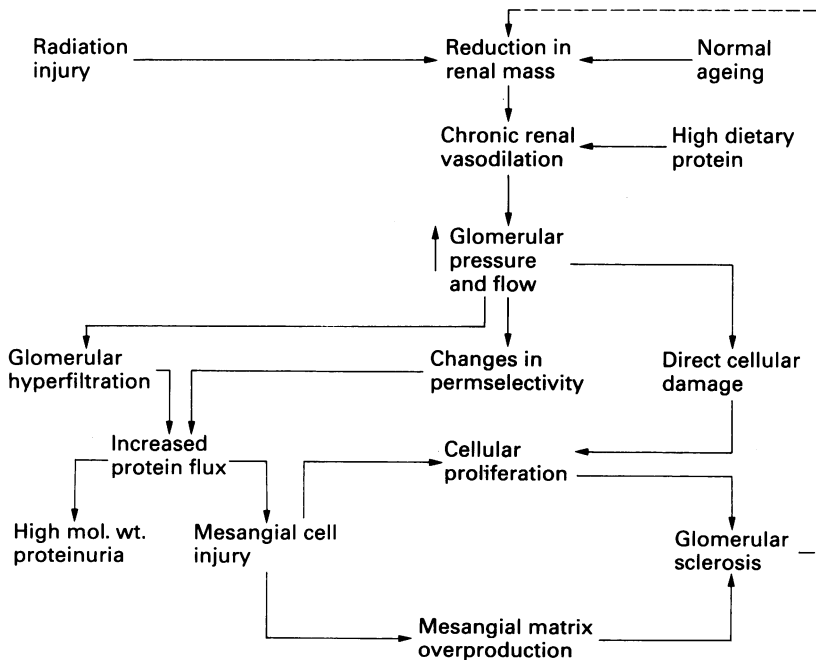 Radiation
injury
Reduction in
renal mass
Normal
ageing
Chronic renal
vasodilation
High dietary
protein
Glomerular
pressure
and flow
Glomerular
hyperfiltration
Changes in
permselectivity
Direct cellular
damage
Increased
protein flux
Cellular
proliferation
High mol. wt.
proteinuria
Mesangial cell
injury
Glomerular
sclerosis
Mesangial matrix
overproduction